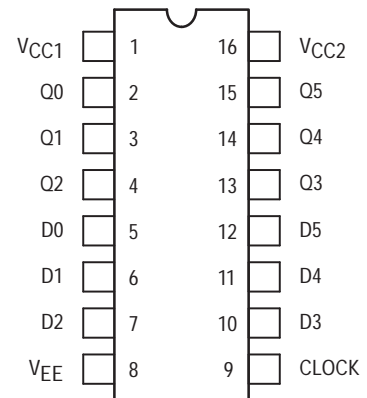 VCC1 1 16 VCC2
Q0 2 15 Q5
Q1 3 14 Q4
Q2 4 13 Q3
D0 5 12 D5
D1 6 11 D4
D2 7 10 D3
VEE 8 9 CLOCK